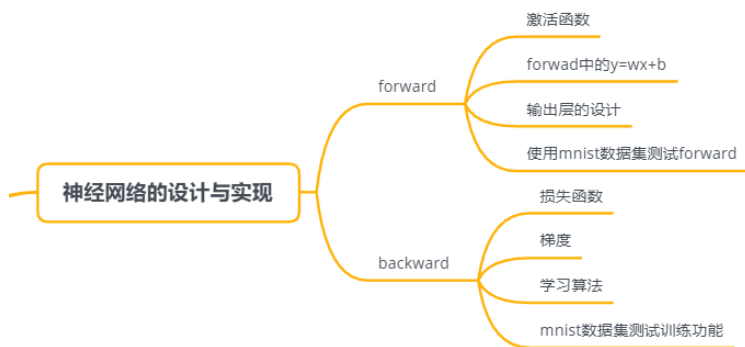 激活函数
forward
forwad中的y=wx+b
输出层的设计
使用mnist数据集测试forward
神经网络的设计与实现
损失函数
backward
梯度
学习算法
mnist数据集测试训练功能